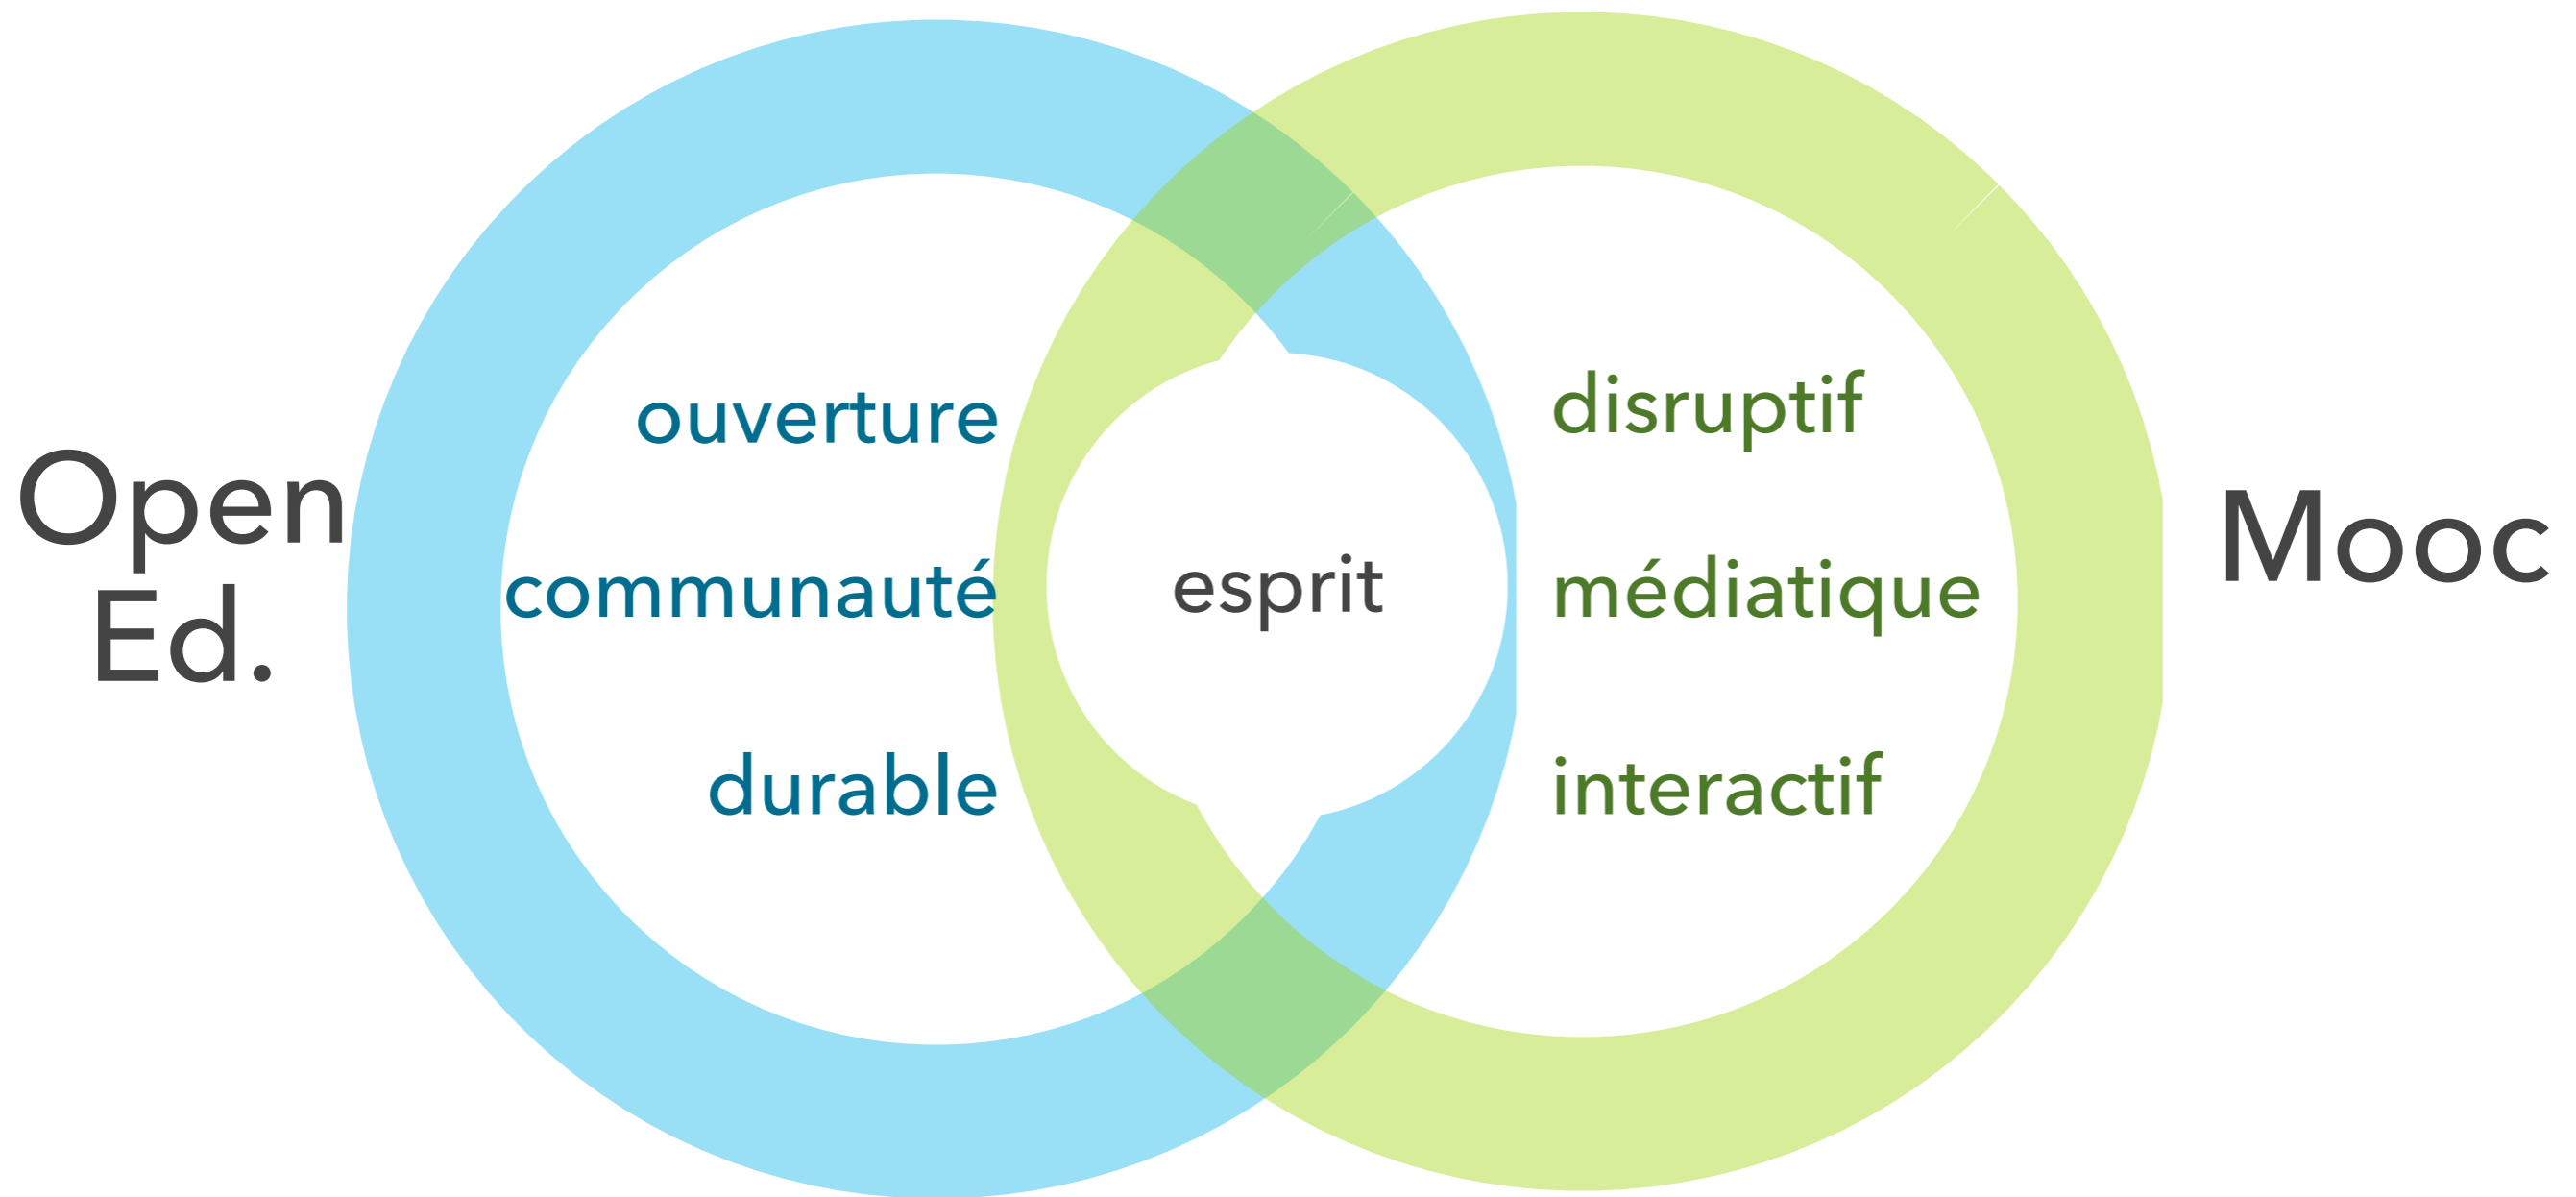 Open
Ed.
ouverture
communauté
durable
esprit
disruptif
médiatique
interactif
Mooc